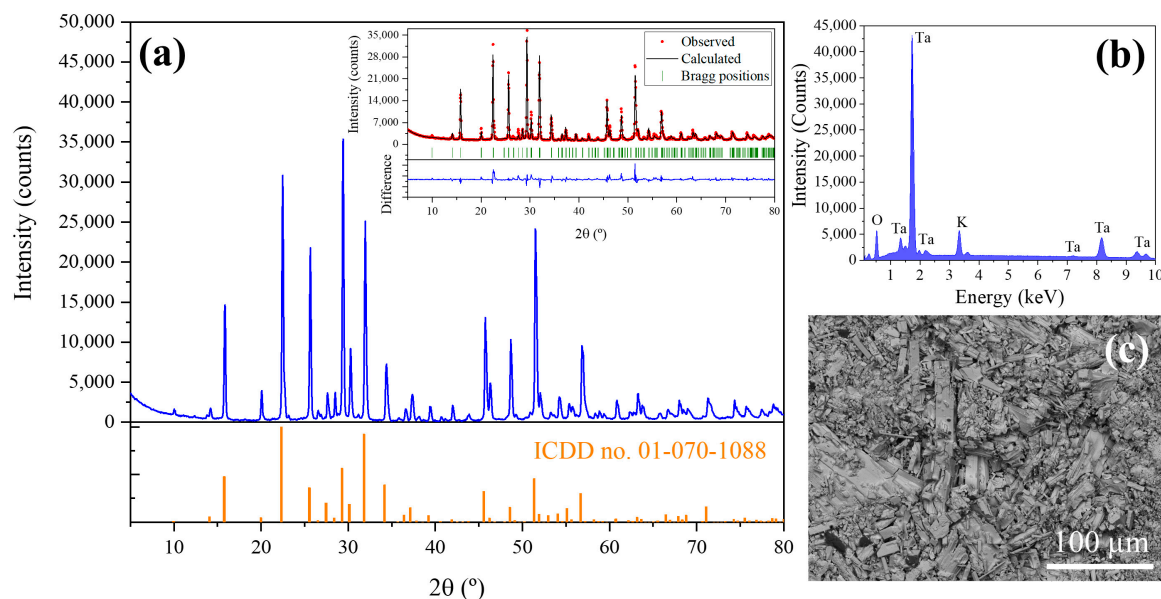 (a)
50,000
45,000
40,000
35,000
30,000
25,000
20,000
15,000
10,000
5,000
0
Intensity (counts)
35,000
28,000
21,000
14,000
7,000
0
Intensity (counts)
Observed
Calculated
Bragg positions
Difference
10 20 30 40 50 60 70 80
2θ (º)
ICDD no. 01-070-1088
10 20 30 40 50 60 70 80
2θ (º)
(b)
45,000
40,000
35,000
30,000
25,000
20,000
15,000
10,000
5,000
0
Intensity (Counts)
Ta
O
Ta
Ta
K
Ta
Ta
Ta
1 2 3 4 5 6 7 8 9 10
Energy (keV)
(c)
100 µm